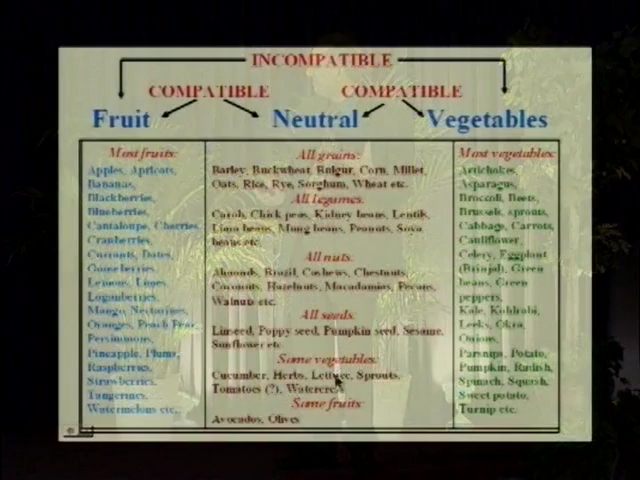 INCOMPATIBLE
COMPATIBLE COMPATIBLE
Fruit Neutral Vegetables
Most fruits:
Apples, Apricots,
Bananas,
Blackberries,
Blueberries,
Cantaloupe, Cherries
Cranberries,
Currants, Dates,
Gooseberries,
Lemons, Limes,
Loganberries,
Mango, Nectarines,
Oranges, Peach Pear,
Persimmons,
Pineapple, Plums,
Raspberries,
Strawberries,
Tangerines,
Watermelons etc.
All grains:
Barley, Buckwheat, Bulgur, Corn, Millet,
Oats, Rice, Rye, Sorghum, Wheat etc.
All legumes:
Carob, Chick peas, Kidney beans, Lentils,
Lima beans, Mung beans, Peanuts, Soya
beans etc.
All nuts:
Almonds, Brazil, Cashews, Chestnuts,
Coconuts, Hazelnuts, Macadamias, Pecans,
Walnuts etc.
All seeds:
Linseed, Poppy seed, Pumpkin seed, Sesame,
Sunflower etc.
Some vegetables:
Cucumber, Herbs, Lettuce, Sprouts,
Tomatoes (?), Watercress
Some fruits:
Avocados, Olives
Most vegetables:
Artichokes,
Asparagus,
Broccoli, Beets,
Brussels, sprouts,
Cabbage, Carrots,
Cauliflower,
Celery, Eggplant
(Brinjal), Green
beans, Green
peppers,
Kale, Kohlrabi,
Leeks, Okra,
Onions,
Parsnips, Potato,
Pumpkin, Radish,
Spinach, Squash,
Sweet potato,
Turnip etc.